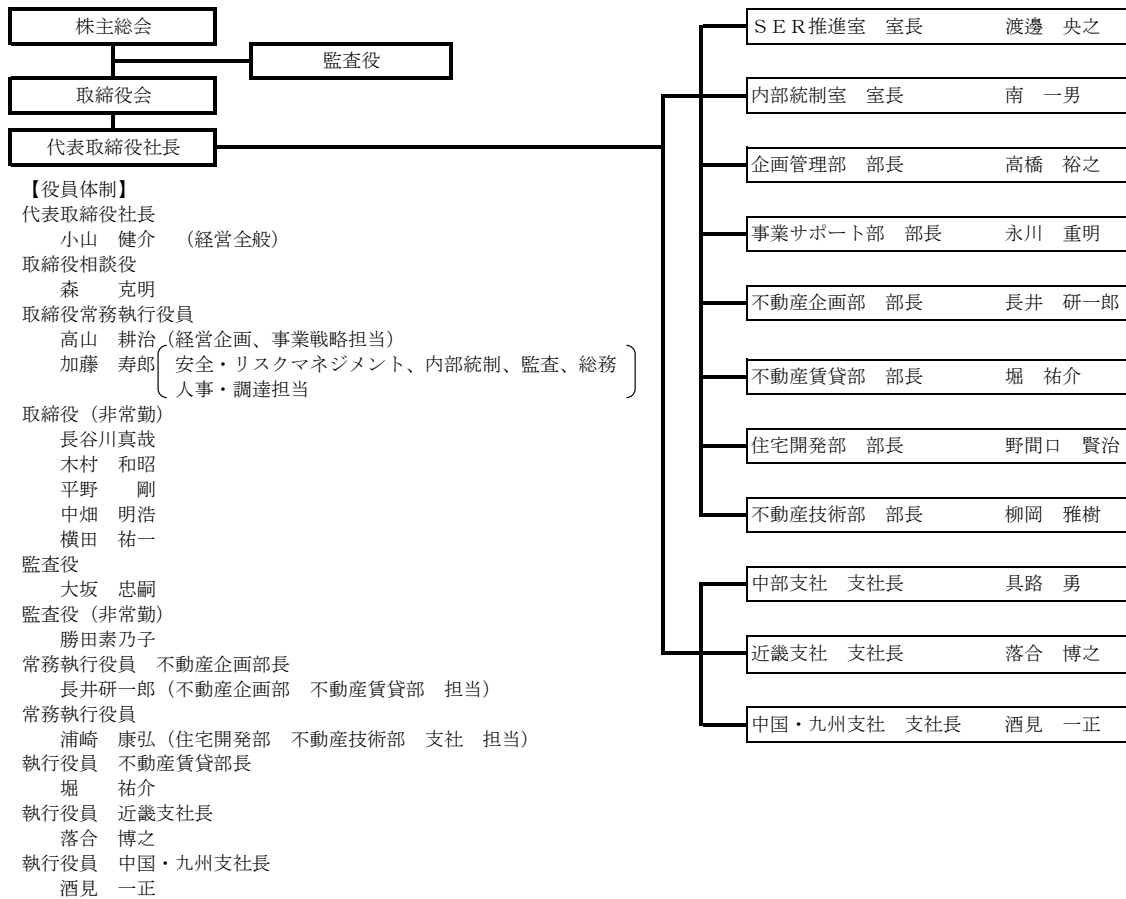 株主総会
監査役
取締役会
代表取締役社長
【役員体制】
代表取締役社長
小山　健介　（経営全般）
取締役相談役
森　　克明
取締役常務執行役員
高山　耕治（経営企画、事業戦略担当）
加藤　寿郎 安全・リスクマネジメント、内部統制、監査、総務
人事・調達担当
取締役（非常勤）
長谷川真哉
木村　和昭
平野　　剛
中畑　明浩
横田　祐一
監査役
大坂　忠嗣
監査役（非常勤）
勝田素乃子
常務執行役員　不動産企画部長
長井研一郎（不動産企画部　不動産賃貸部　担当）
常務執行役員
浦崎　康弘（住宅開発部　不動産技術部　支社　担当）
執行役員　不動産賃貸部長
堀　　祐介
執行役員　近畿支社長
落合　博之
執行役員　中国・九州支社長
酒見　一正
ＳＥＲ推進室　室長　渡邊　央之
内部統制室　室長　南　一男
企画管理部　部長　高橋　裕之
事業サポート部　部長　永川　重明
不動産企画部　部長　長井　研一郎
不動産賃貸部　部長　堀　祐介
住宅開発部　部長　野間口　賢治
不動産技術部　部長　柳岡　雅樹
中部支社　支社長　具路　勇
近畿支社　支社長　落合　博之
中国・九州支社　支社長　酒見　一正